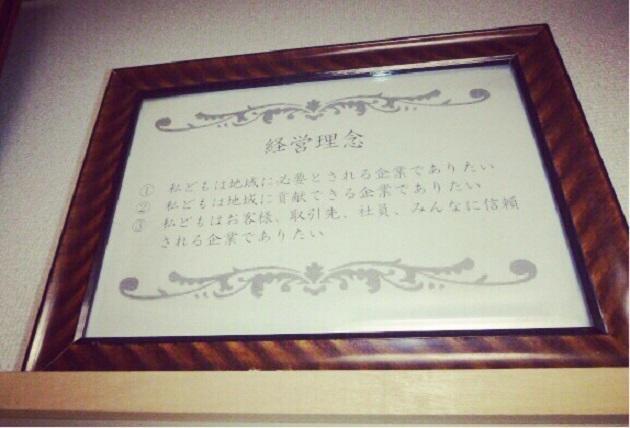 経営理念
① 私どもは地域に必要とされる企業でありたい
② 私どもは地域に貢献できる企業でありたい
③ 私どもはお客様、取引先、社員、みんなに信頼
される企業でありたい